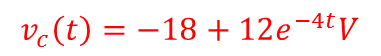 v_c(t) = −18 + 12e^{−4t}V